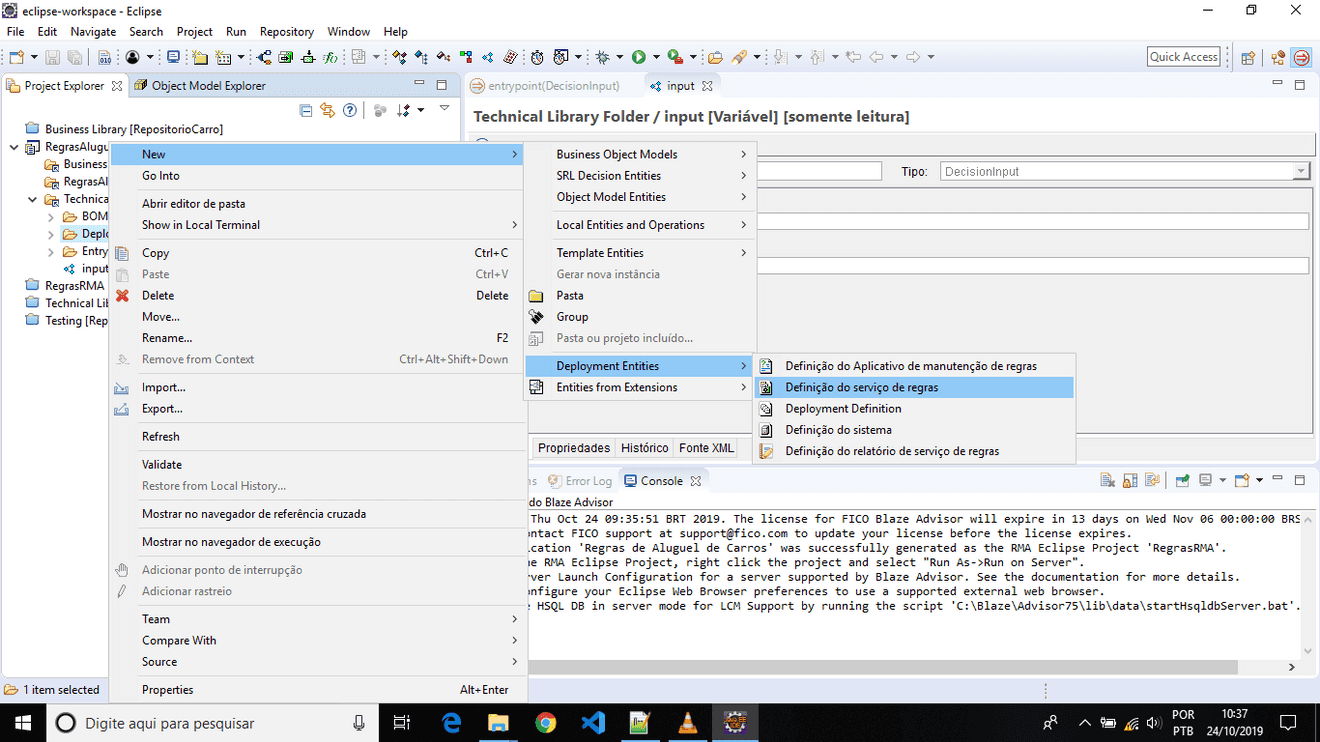 eclipse-workspace - Eclipse
File Edit Navigate Search Project Run Repository Window Help
Quick Access
Project Explorer Object Model Explorer
entrypoint(DecisionInput) input
Technical Library Folder / input [Variável] [somente leitura]
Tipo: DecisionInput
Business Library [RepositorioCarro]
RegrasAlugu
Business
RegrasAl
Technica
BOM
Deplo
Entry
input
RegrasRMA
Technical Lib
Testing [Rep
New
Go Into
Abrir editor de pasta
Show in Local Terminal
Copy Ctrl+C
Paste Ctrl+V
Delete Delete
Move...
Rename... F2
Remove from Context Ctrl+Alt+Shift+Down
Import...
Export...
Refresh
Validate
Restore from Local History...
Mostrar no navegador de referência cruzada
Mostrar no navegador de execução
Adicionar ponto de interrupção
Adicionar rastreio
Team
Compare With
Source
Properties Alt+Enter
Business Object Models
SRL Decision Entities
Object Model Entities
Local Entities and Operations
Template Entities
Gerar nova instância
Pasta
Group
Pasta ou projeto incluído...
Deployment Entities
Entities from Extensions
Definição do Aplicativo de manutenção de regras
Definição do serviço de regras
Deployment Definition
Definição do sistema
Definição do relatório de serviço de regras
Propriedades Histórico Fonte XML
ns Error Log Console
do Blaze Advisor
Thu Oct 24 09:35:51 BRT 2019. The license for FICO Blaze Advisor will expire in 13 days on Wed Nov 06 00:00:00 BRS
ontact FICO support at support@fico.com to update your license before the license expires.
ication 'Regras de Aluguel de Carros' was successfully generated as the RMA Eclipse Project 'RegrasRMA'.
he RMA Eclipse Project, right click the project and select "Run As->Run on Server".
rver Launch Configuration for a server supported by Blaze Advisor. See the documentation for more details.
onfigure your Eclipse Web Browser preferences to use a supported external web browser.
e HSQL DB in server mode for LCM Support by running the script 'C:\Blaze\Advisor75\lib\data\startHsqldbServer.bat'.
1 item selected
Digite aqui para pesquisar
POR
PTB
10:37
24/10/2019